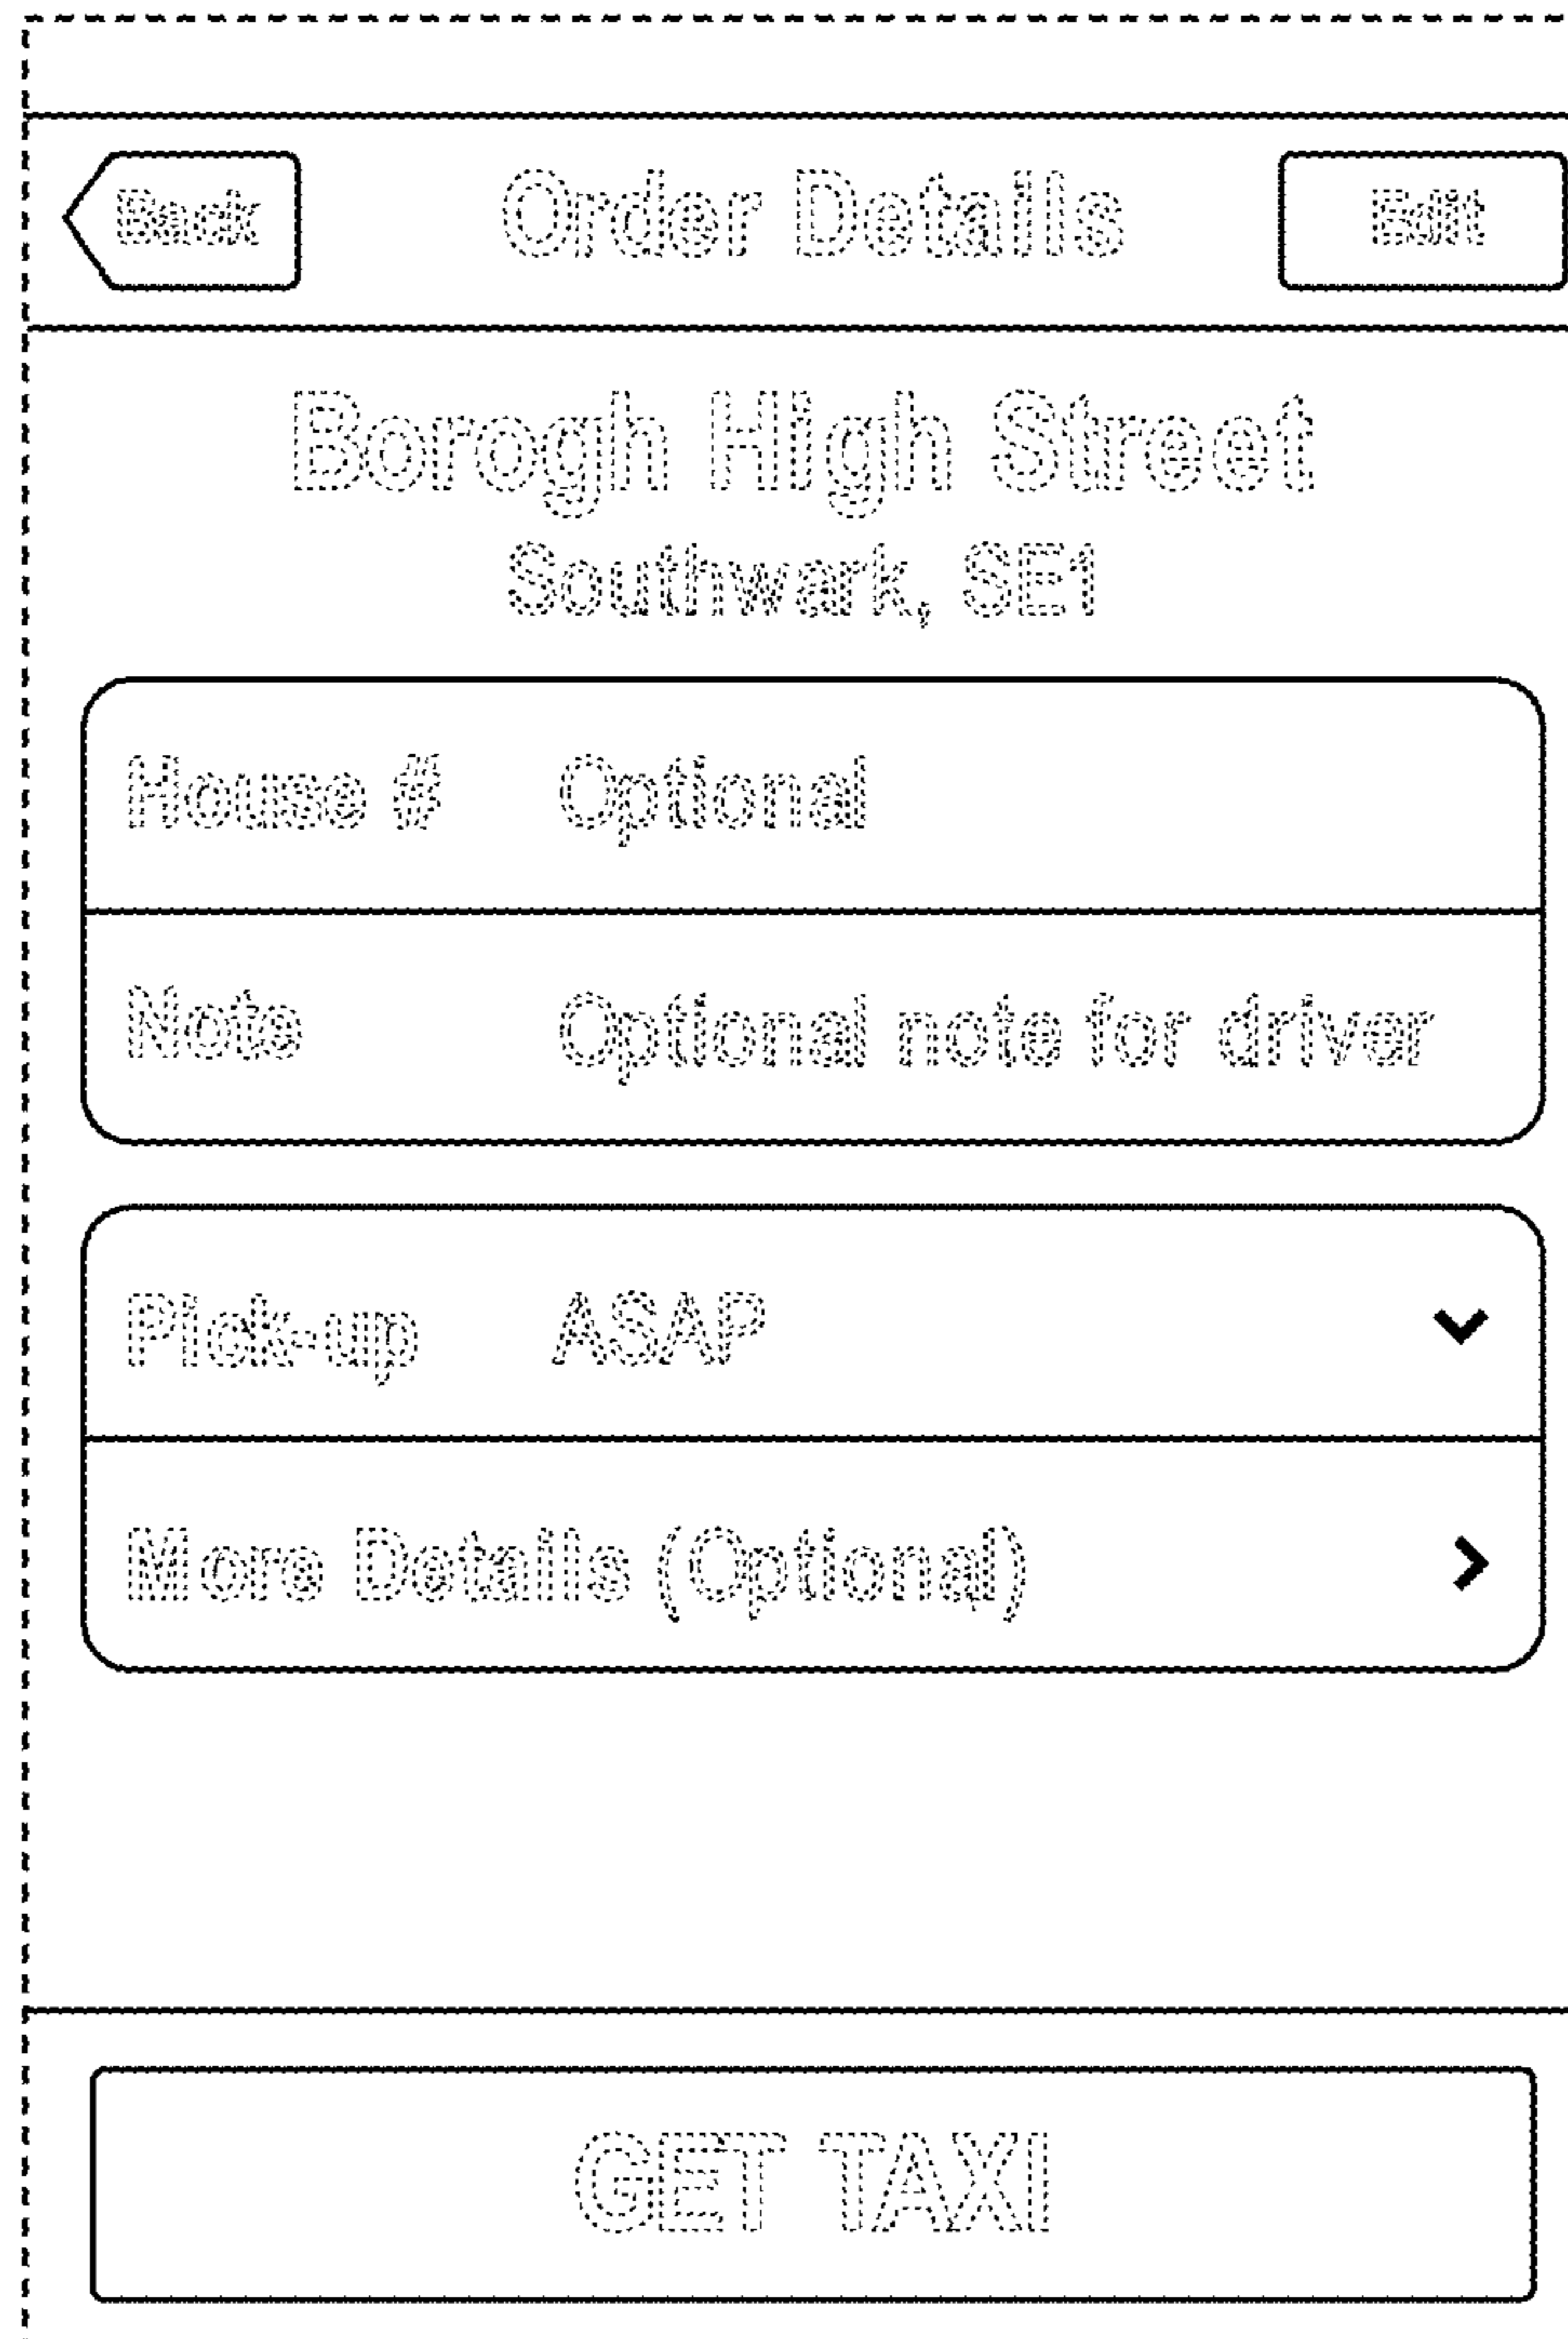 Back Order Details Edit
Borogh High Street
Southwark, SE1
House # Optional
Note Optional note for driver
Pick-up ASAP
More Details (Optional)
GET TAXI